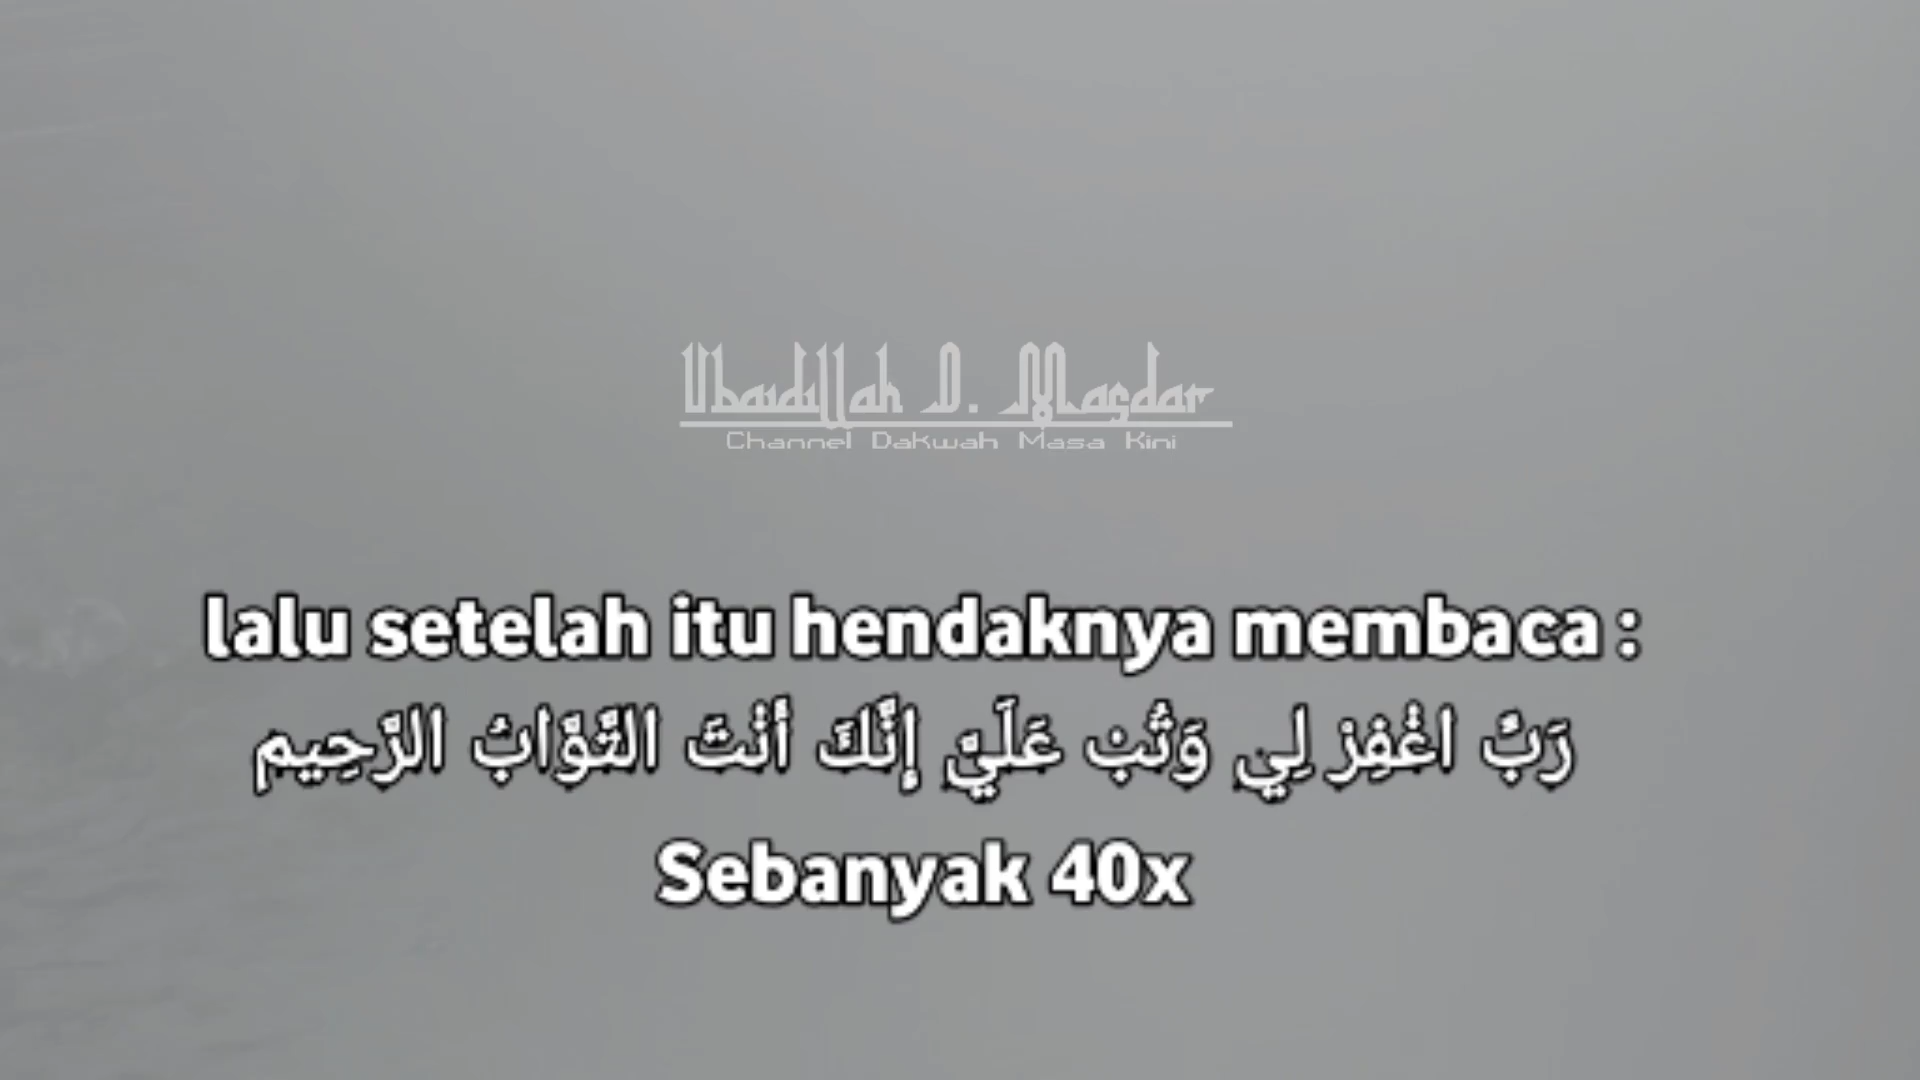 Ubaidillah D. Masdar
Channel Dakwah Masa Kini
lalu setelah itu hendaknya membaca :
رَبِّ اغْفِرْ لِي وَتُبْ عَلَيَّ إِنَّكَ أَنْتَ التَّوَّابُ الرَّحِيم
Sebanyak 40x